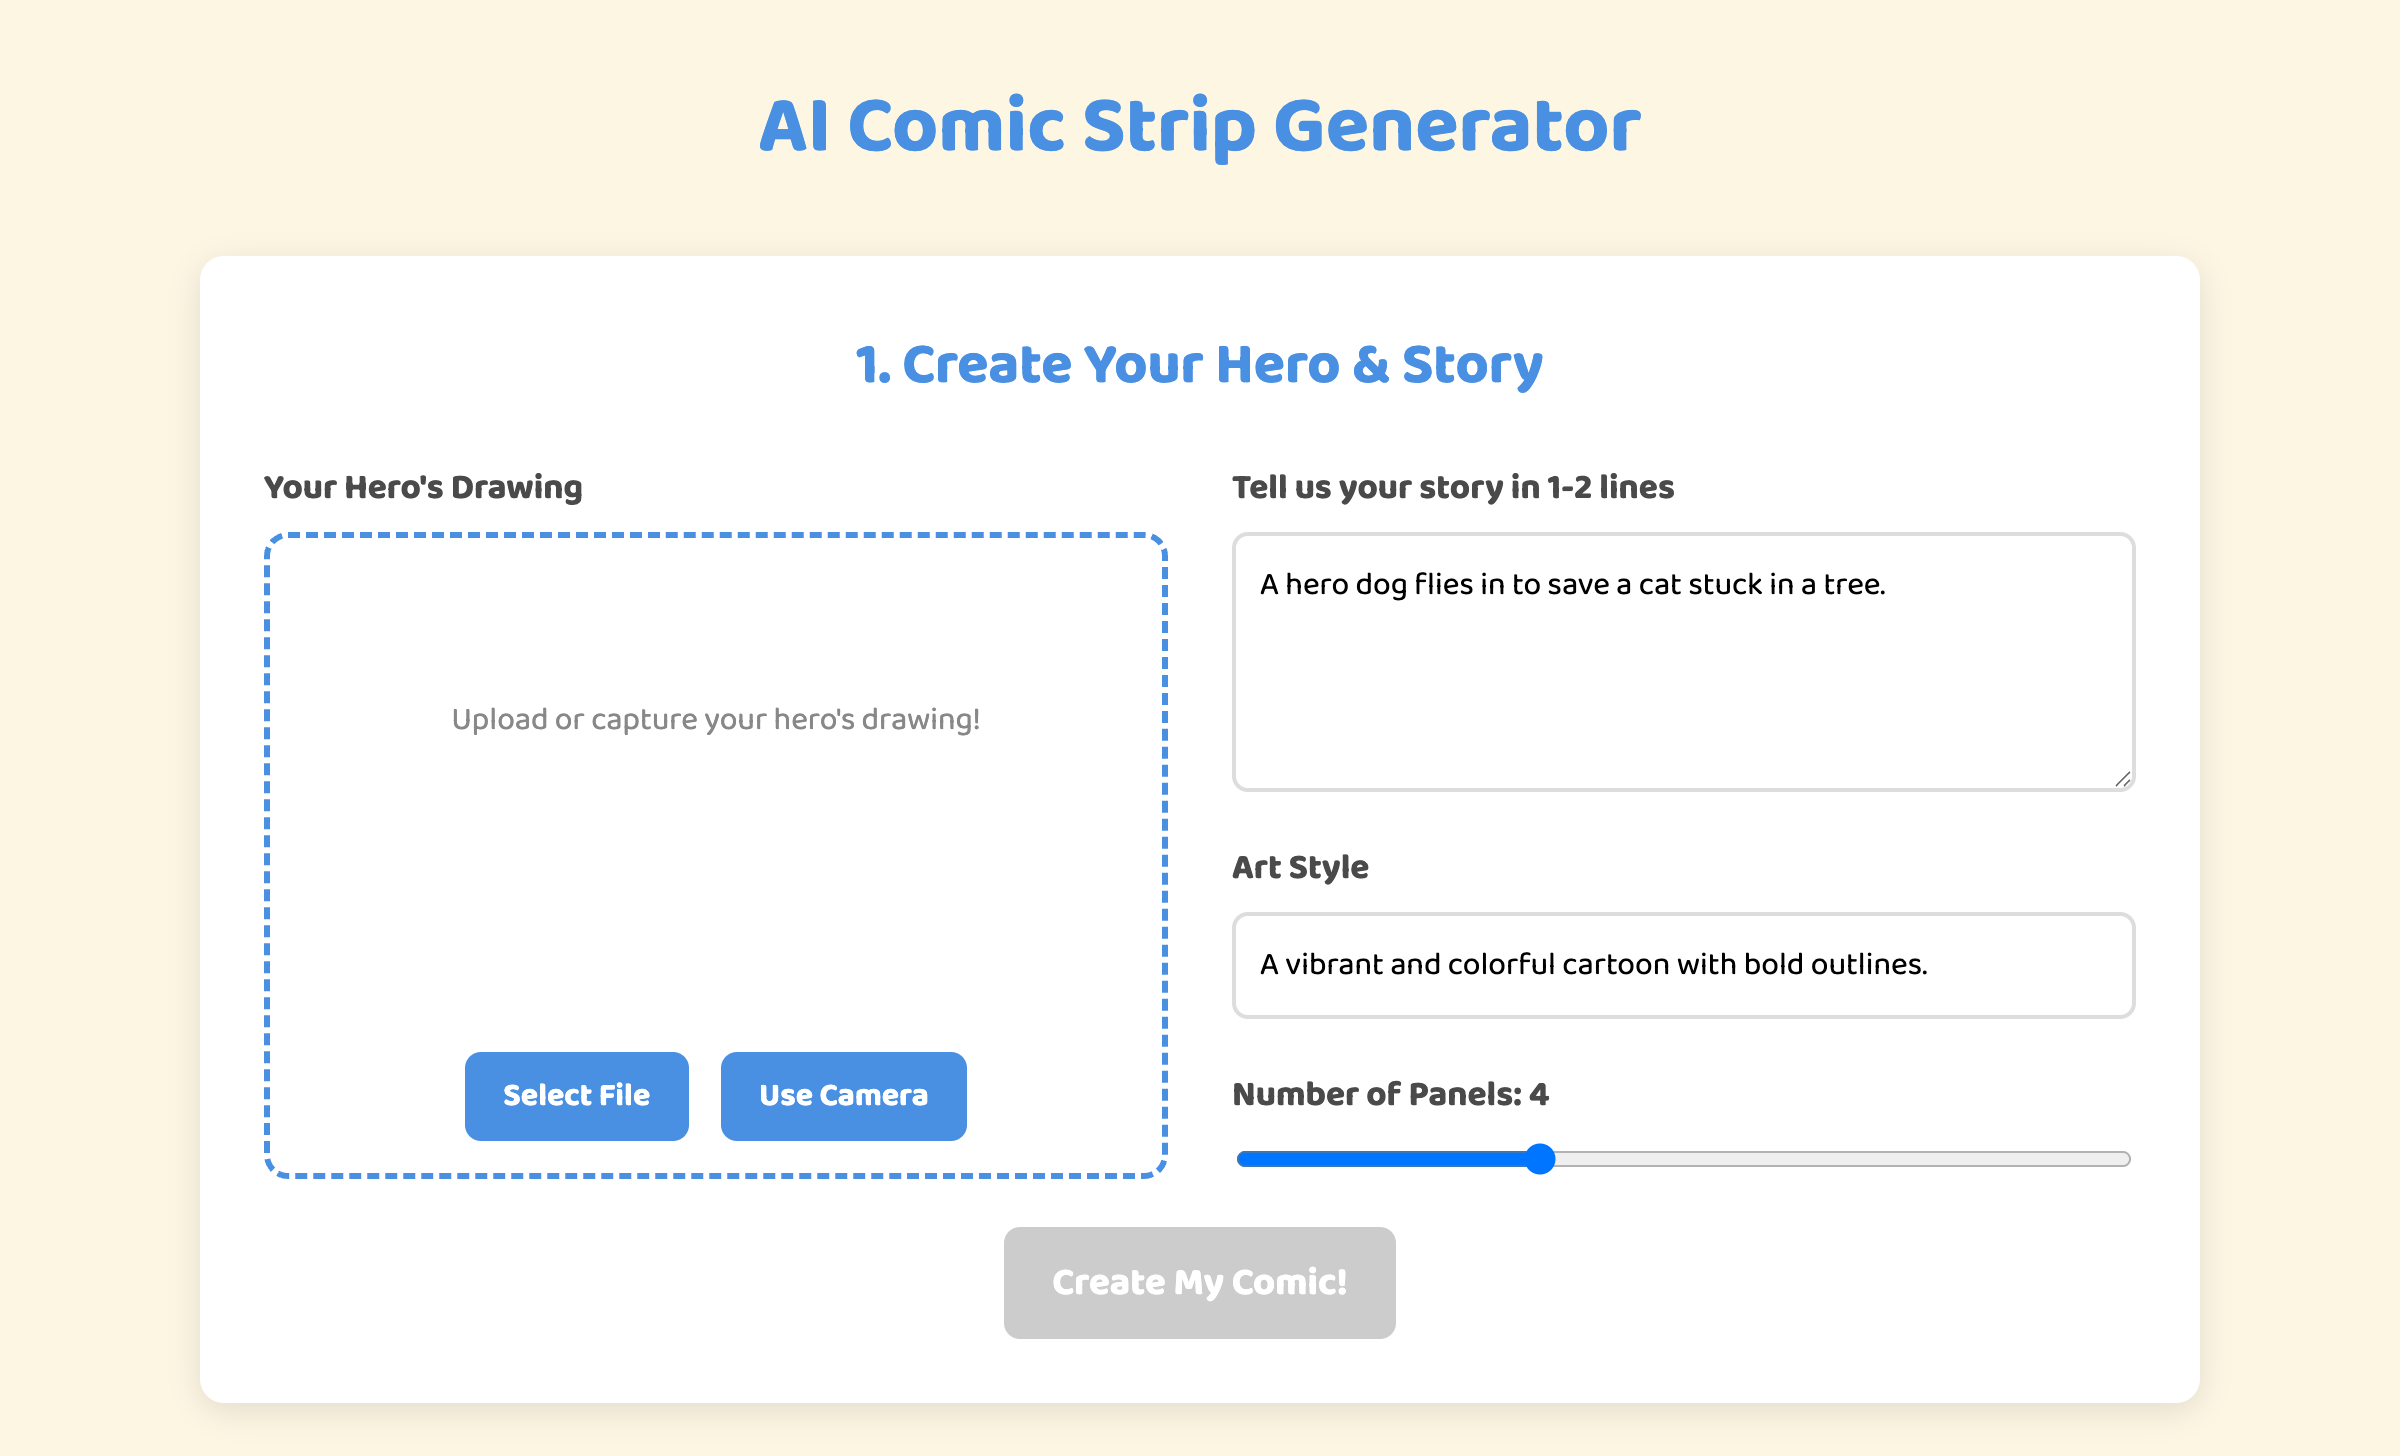 AI Comic Strip Generator
1. Create Your Hero & Story
Your Hero's Drawing
Upload or capture your hero's drawing!
Select File
Use Camera
Tell us your story in 1-2 lines
A hero dog flies in to save a cat stuck in a tree.
Art Style
A vibrant and colorful cartoon with bold outlines.
Number of Panels: 4
Create My Comic!